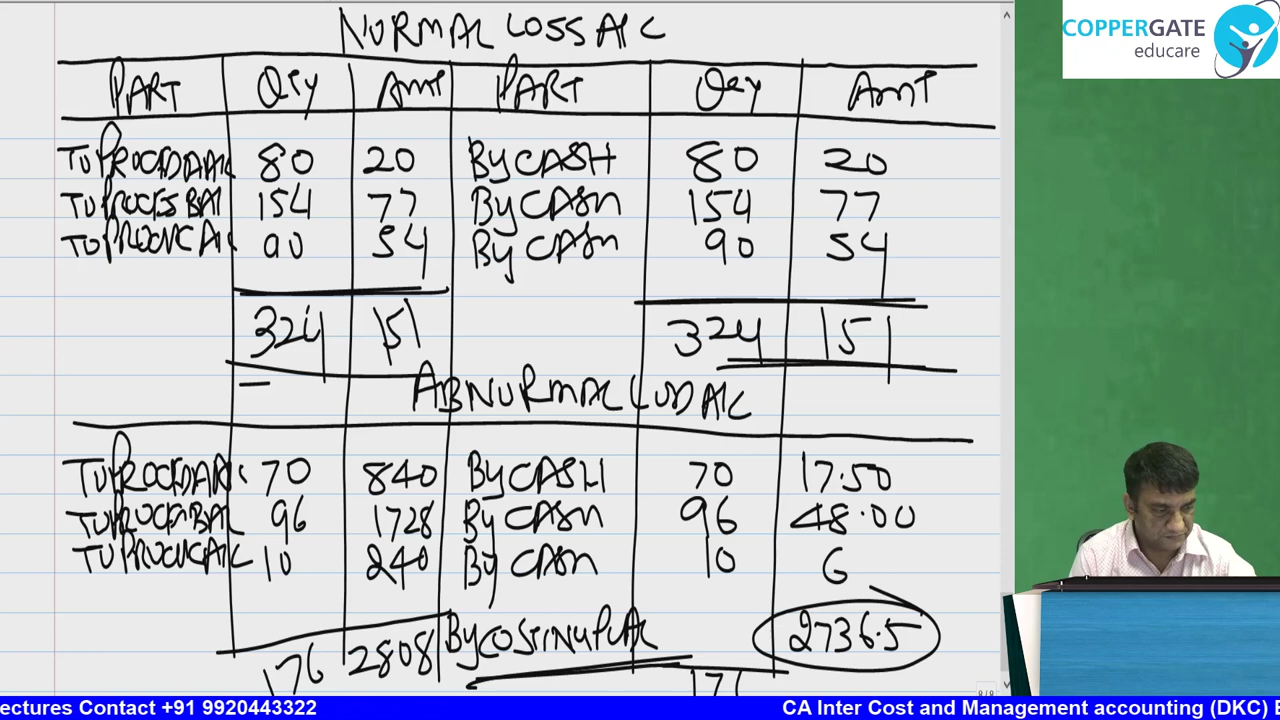 NORMAL LOSS A/C
COPPERGATE
educare
PART Qty Amt PART Qty Amt
To PROCESS A A/C 80 20 By CASH 80 20
To PROCESS B A/C 154 77 By CASH 154 77
To PROCESS C A/C 90 54 By CASH 90 54
324 151 324 151
ABNORMAL LOSS A/C
To PROCESS A A/C 70 840 By CASH 70 17.50
To PROCESS B A/C 96 1728 By CASH 96 48.00
To PROCESS C A/C 10 240 By CASH 10 6
176 2808 By COSTING P/L A/C 2736.5
ectures Contact +91 9920443322 CA Inter Cost and Management accounting (DKC) E